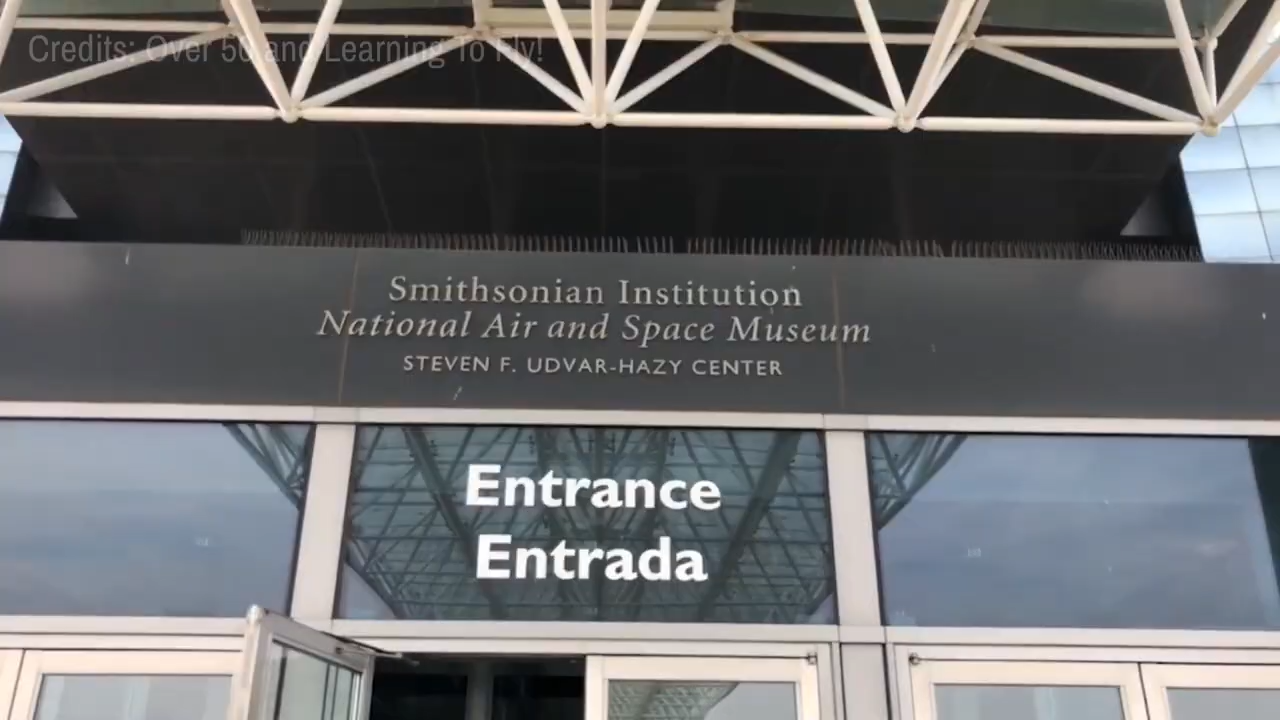 Credits: Over 50 and Learning To Fly!
Smithsonian Institution
National Air and Space Museum
STEVEN F. UDVAR-HAZY CENTER
Entrance
Entrada